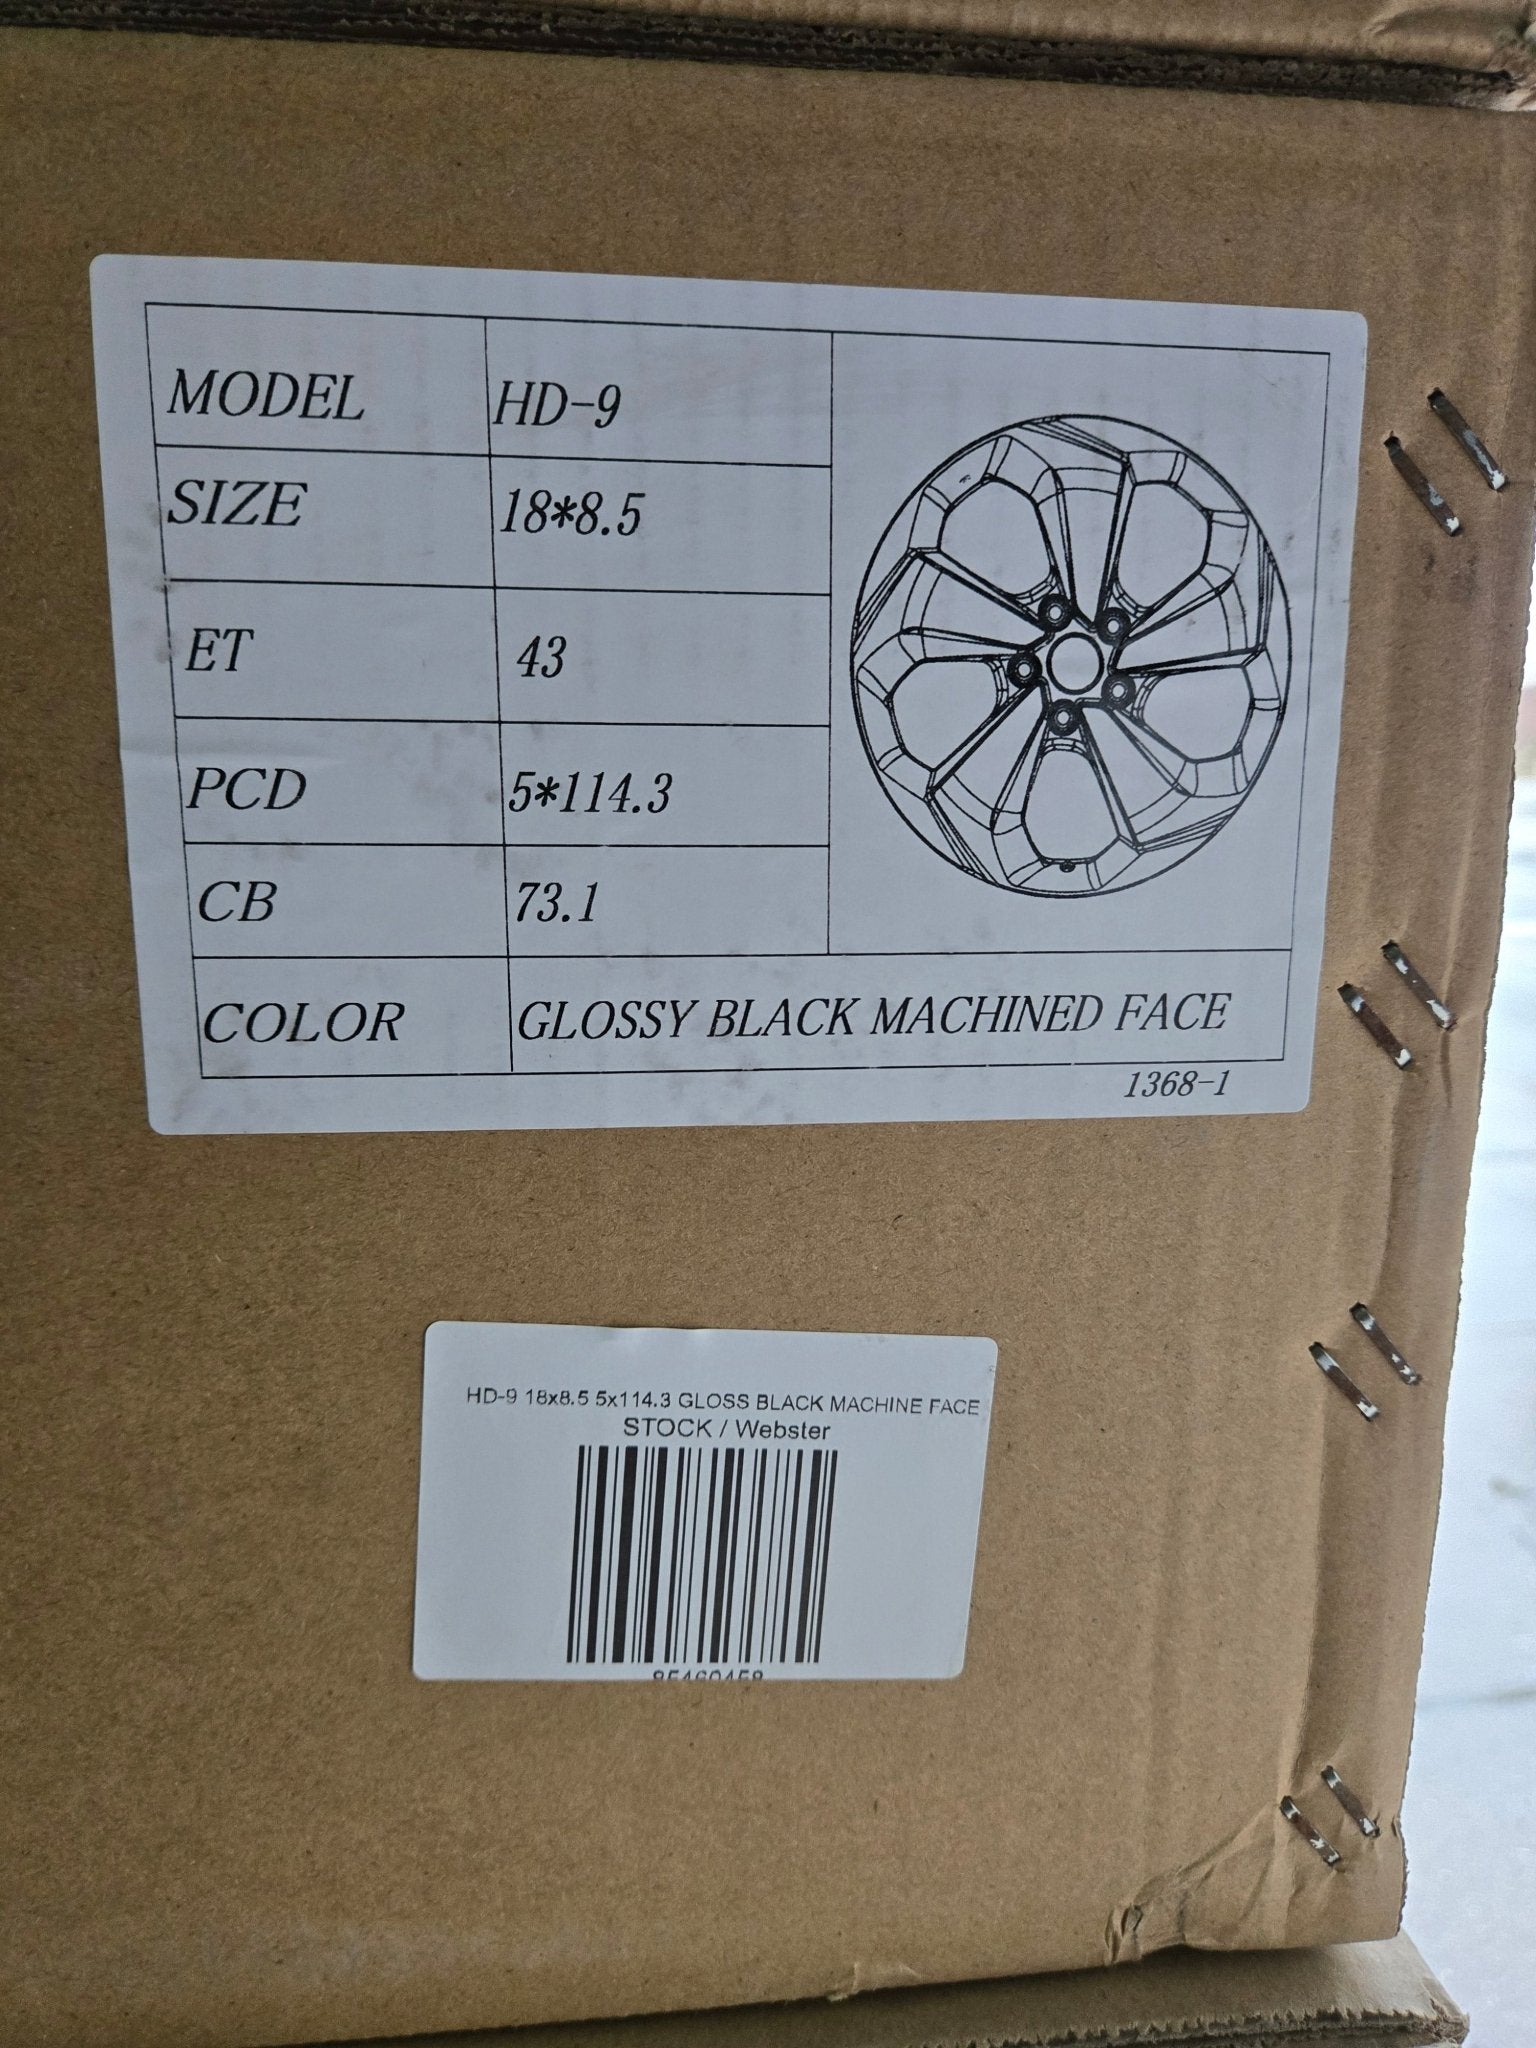 MODEL HD-9
SIZE 18*8.5
ET 43
PCD 5*114.3
CB 73.1
COLOR GLOSSY BLACK MACHINED FACE
1368-1
HD-9 18x8.5 5x114.3 GLOSS BLACK MACHINE FACE
STOCK / Webster